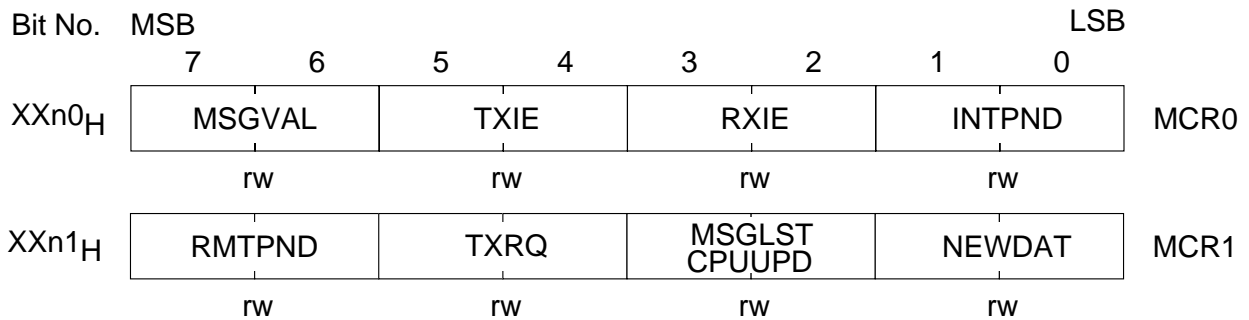 Bit No. MSB LSB
7 6 5 4 3 2 1 0
XXn0H MSGVAL TXIE RXIE INTPND MCR0
rw rw rw rw
XXn1H RMTPND TXRQ MSGLST CPUUPD NEWDAT MCR1
rw rw rw rw